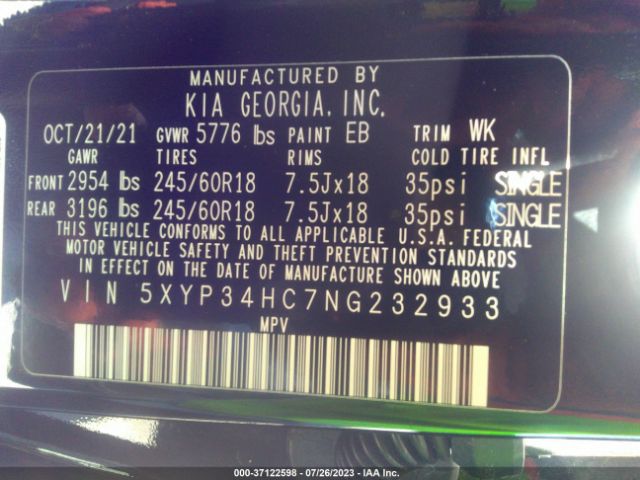 MANUFACTURED BY
KIA GEORGIA, INC.
OCT/21/21 GVWR 5776 lbs PAINT EB TRIM WK
GAWR TIRES RIMS COLD TIRE INFL
FRONT 2954 lbs 245/60R18 7.5Jx18 35psi SINGLE
REAR 3196 lbs 245/60R18 7.5Jx18 35psi SINGLE
THIS VEHICLE CONFORMS TO ALL APPLICABLE U.S.A. FEDERAL
MOTOR VEHICLE SAFETY AND THEFT PREVENTION STANDARDS
IN EFFECT ON THE DATE OF MANUFACTURE SHOWN ABOVE
VIN 5XYP34HC7NG232933
MPV
000-37122598 - 07/26/2023 - IAA Inc.